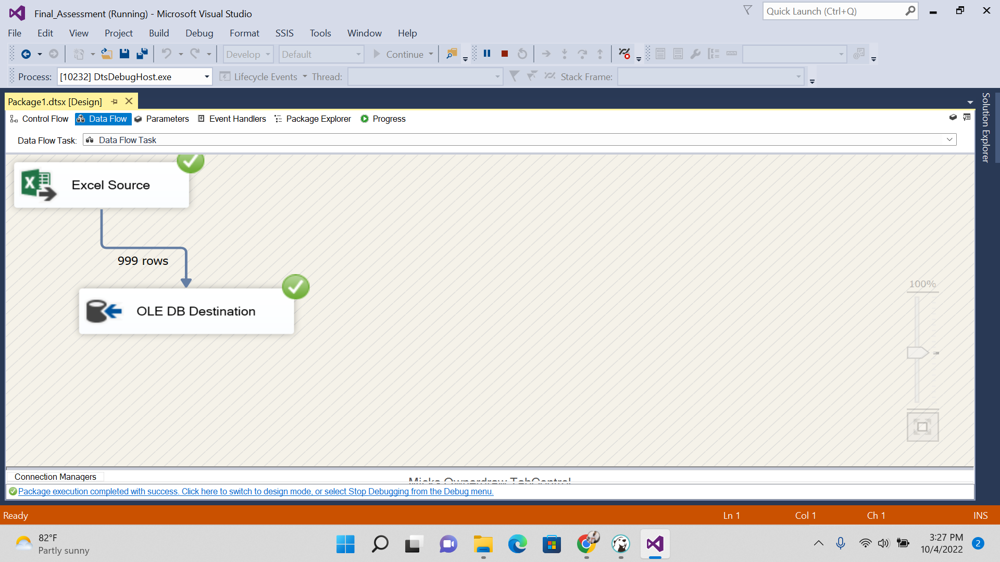 Final_Assessment (Running) - Microsoft Visual Studio
Quick Launch (Ctrl+Q)
File Edit View Project Build Debug Format SSIS Tools Window Help
Develop Default Continue
Process: [10232] DtsDebugHost.exe Lifecycle Events Thread: Stack Frame:
Package1.dtsx [Design]
Solution Explorer
Control Flow Data Flow Parameters Event Handlers Package Explorer Progress
Data Flow Task: Data Flow Task
Excel Source
999 rows
OLE DB Destination
100%
Connection Managers
Micks Ownerdraw TabControl
Package execution completed with success. Click here to switch to design mode, or select Stop Debugging from the Debug menu.
Ready Ln 1 Col 1 Ch 1 INS
82°F
Partly sunny
3:27 PM
10/4/2022
2